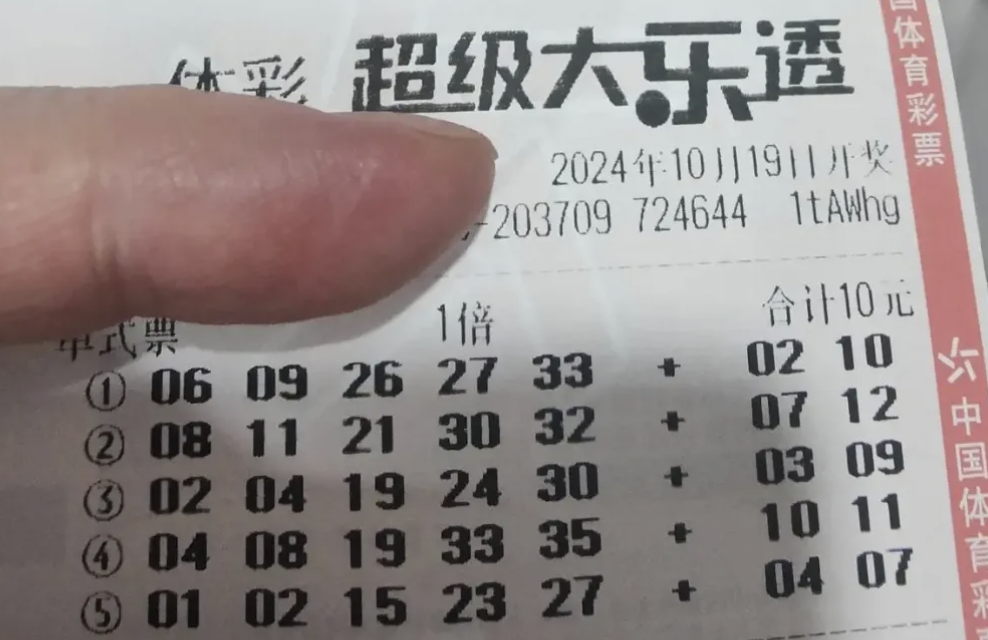 体彩 超级大乐透
2024年10月19日开奖
-203709 724644 1tAWhg
单式票 1倍 合计10元
① 06 09 26 27 33 + 02 10
② 08 11 21 30 32 + 07 12
③ 02 04 19 24 30 + 03 09
④ 04 08 19 33 35 + 10 11
⑤ 01 02 15 23 27 + 04 07
国体育彩票
中国体育彩